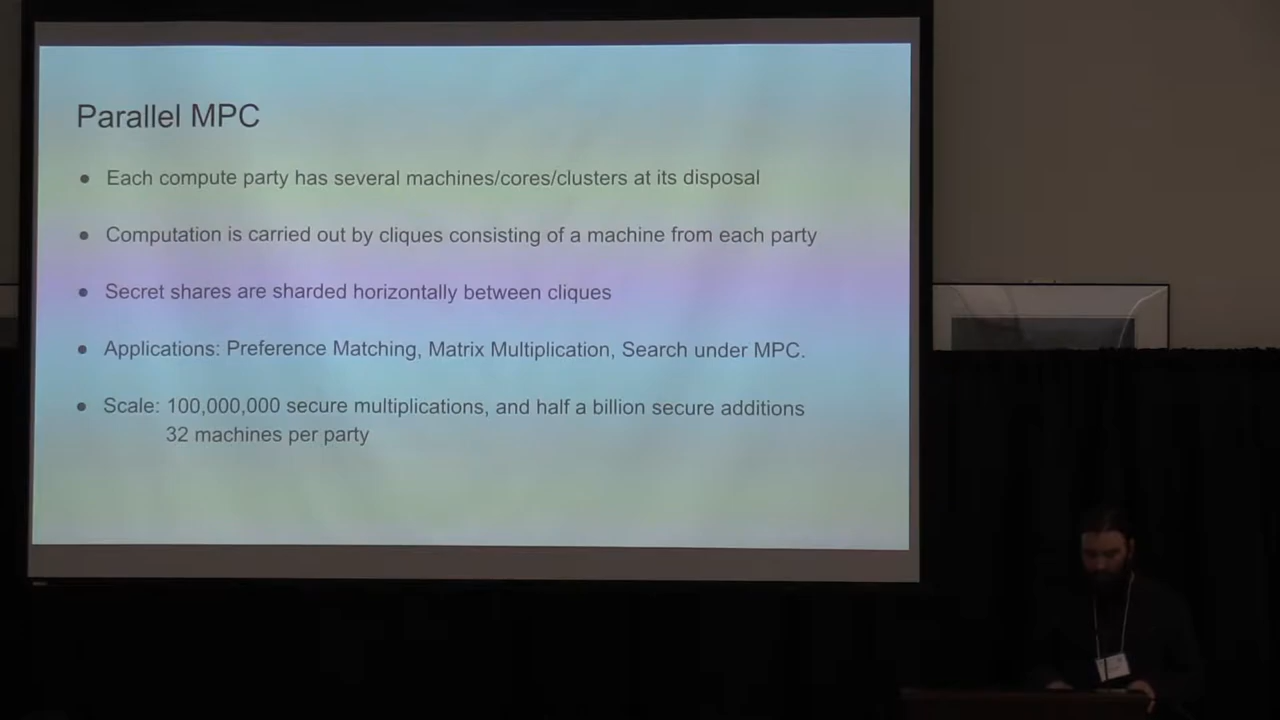 Parallel MPC
● Each compute party has several machines/cores/clusters at its disposal
● Computation is carried out by cliques consisting of a machine from each party
● Secret shares are sharded horizontally between cliques
● Applications: Preference Matching, Matrix Multiplication, Search under MPC.
● Scale: 100,000,000 secure multiplications, and half a billion secure additions
32 machines per party